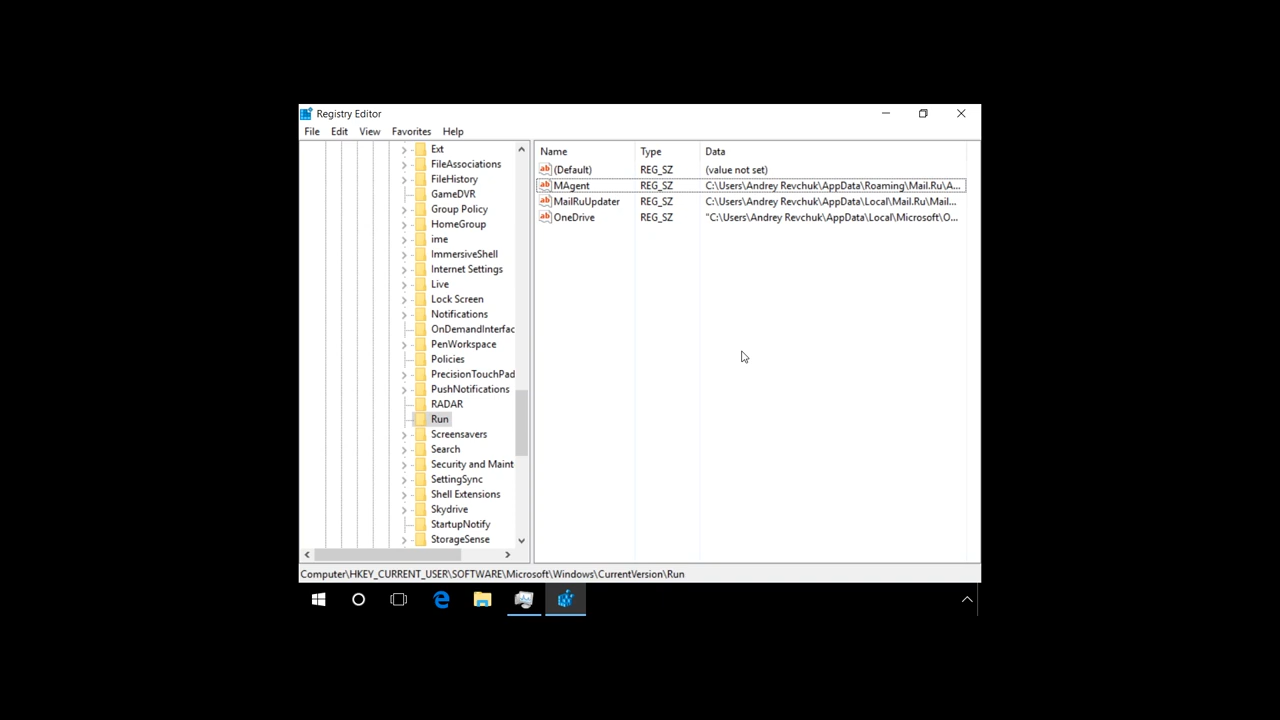 Registry Editor
File Edit View Favorites Help
Ext
FileAssociations
FileHistory
GameDVR
Group Policy
HomeGroup
ime
ImmersiveShell
Internet Settings
Live
Lock Screen
Notifications
OnDemandInterfac
PenWorkspace
Policies
PrecisionTouchPad
PushNotifications
RADAR
Run
Screensavers
Search
Security and Maint
SettingSync
Shell Extensions
Skydrive
StartupNotify
StorageSense
Name Type Data
ab (Default) REG_SZ (value not set)
ab MAgent REG_SZ C:\Users\Andrey Revchuk\AppData\Roaming\Mail.Ru\A...
ab MailRuUpdater REG_SZ C:\Users\Andrey Revchuk\AppData\Local\Mail.Ru\Mail...
ab OneDrive REG_SZ "C:\Users\Andrey Revchuk\AppData\Local\Microsoft\O...
Computer\HKEY_CURRENT_USER\SOFTWARE\Microsoft\Windows\CurrentVersion\Run